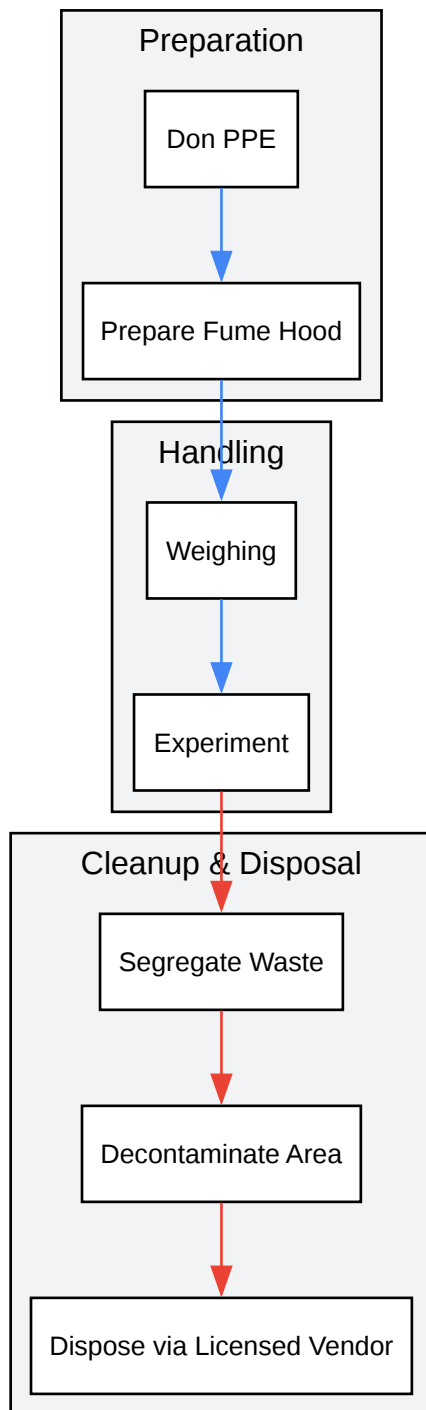 Preparation
Don PPE
Prepare Fume Hood
Handling
Weighing
Experiment
Cleanup & Disposal
Segregate Waste
Decontaminate Area
Dispose via Licensed Vendor